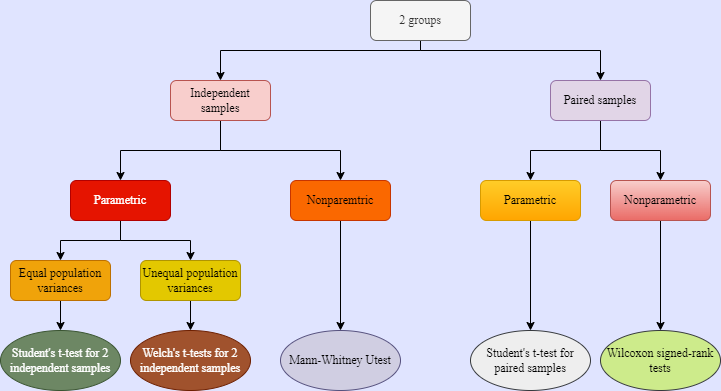 2 groups
Independent
samples
Paired samples
Parametric
Nonparemtric
Parametric
Nonparametric
Equal population
variances
Unequal population
variances
Student's t-test for 2
independent samples
Welch's t-tests for 2
independent samples
Mann-Whitney Utest
Student's t-test for
paired samples
Wilcoxon signed-rank
tests